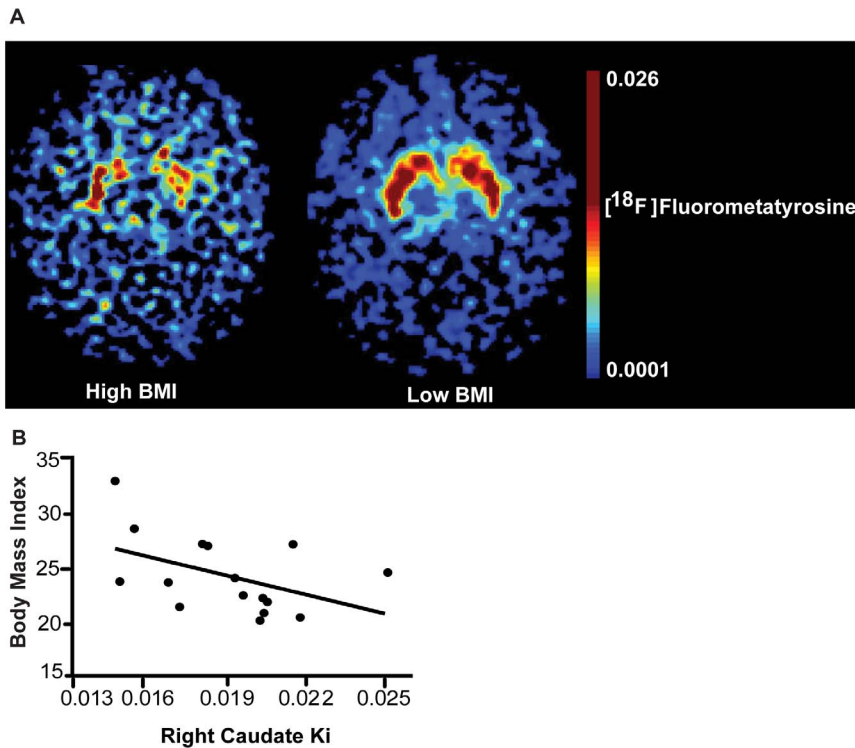 A
0.026
[18F]Fluorometatyrosine
0.0001
High BMI
Low BMI
B
Body Mass Index
35
30
25
20
15
0.013 0.016 0.019 0.022 0.025
Right Caudate Ki